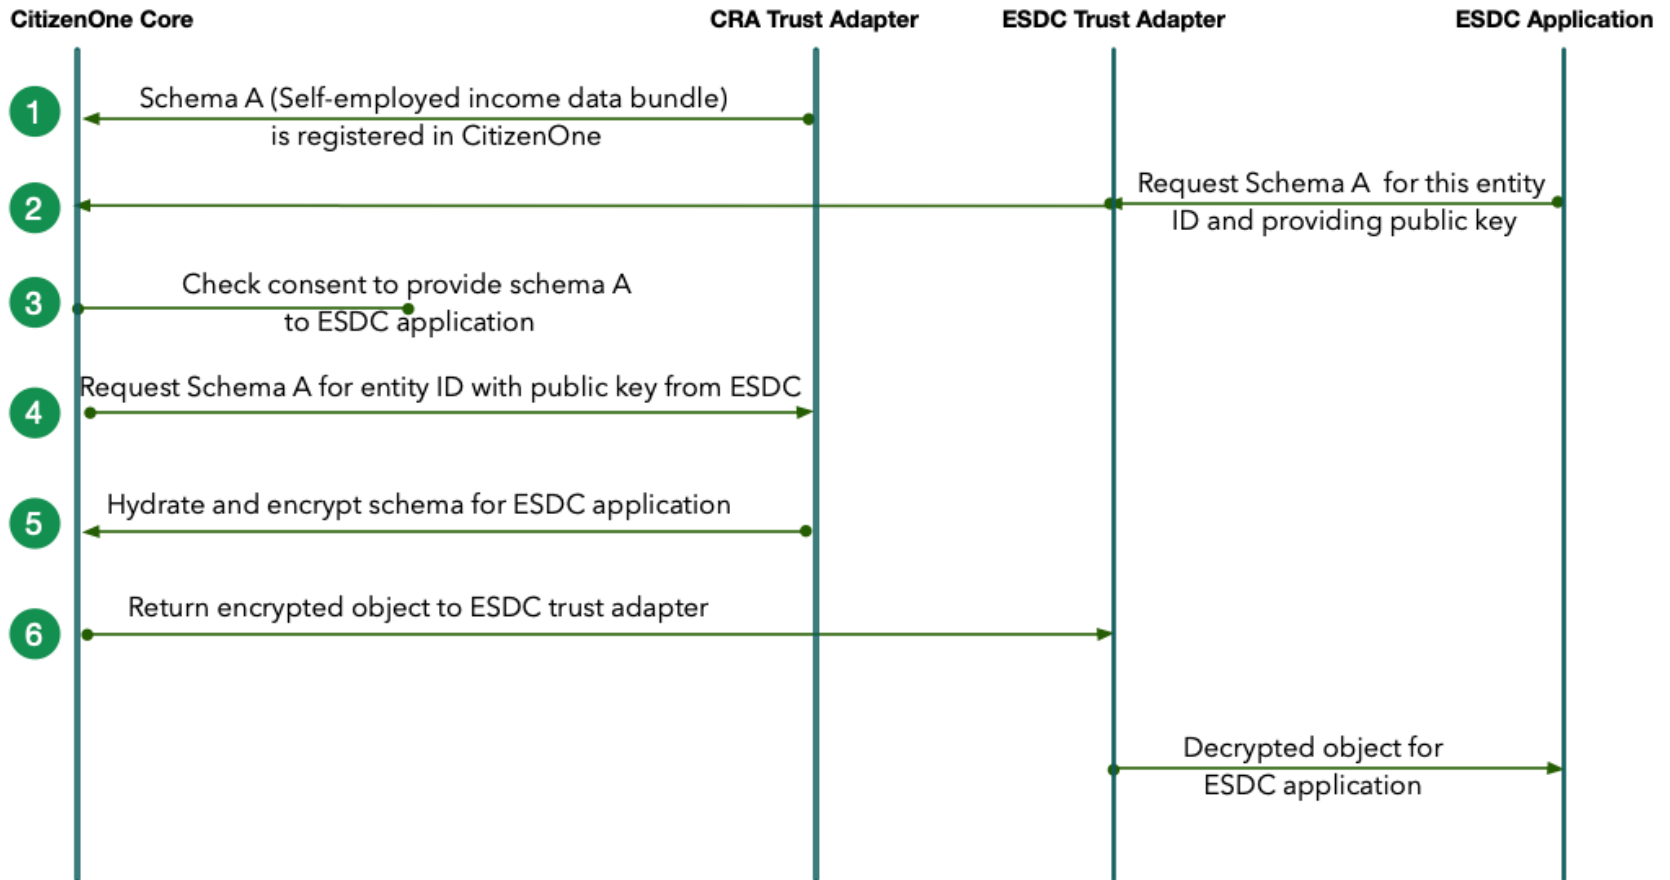 CitizenOne Core
CRA Trust Adapter
ESDC Trust Adapter
ESDC Application
1
Schema A (Self-employed income data bundle)
is registered in CitizenOne
2
Request Schema A for this entity
ID and providing public key
3
Check consent to provide schema A
to ESDC application
4
Request Schema A for entity ID with public key from ESDC
5
Hydrate and encrypt schema for ESDC application
6
Return encrypted object to ESDC trust adapter
Decrypted object for
ESDC application